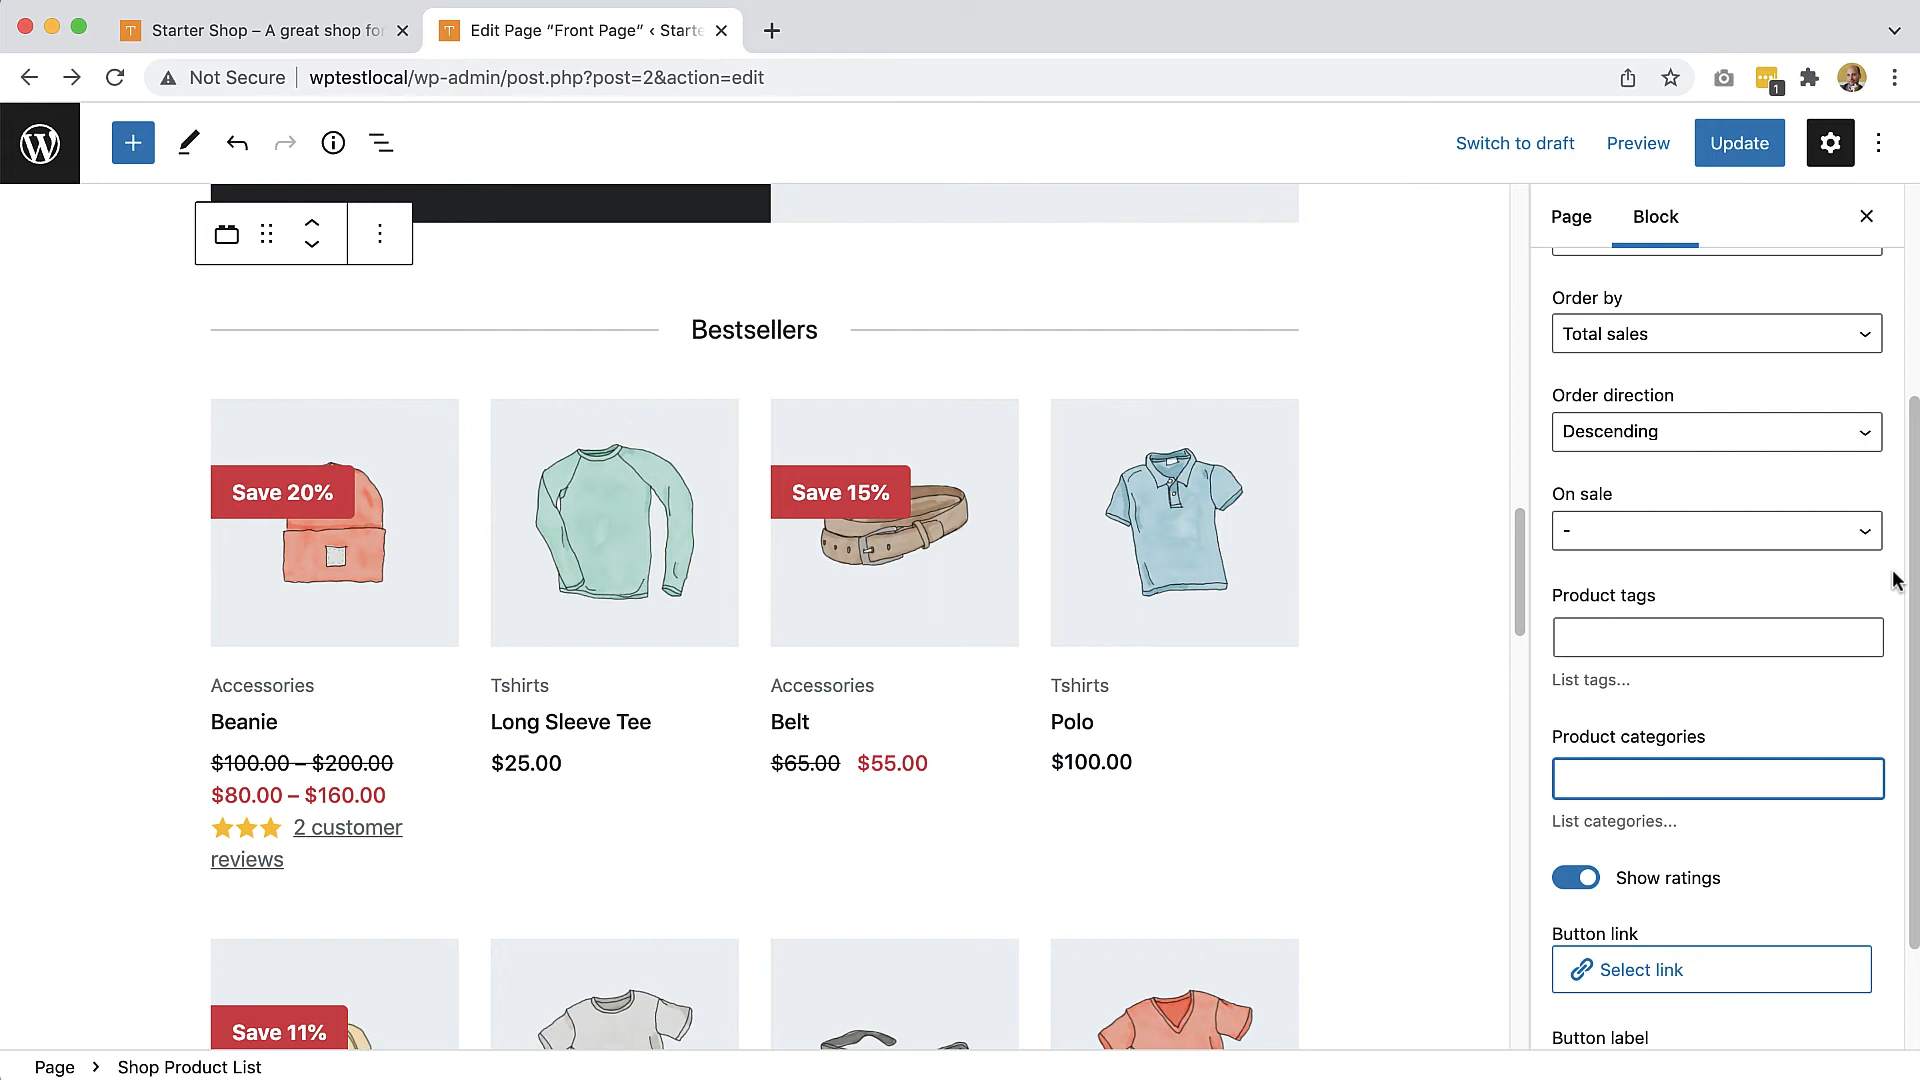 Starter Shop – A great shop for
Edit Page “Front Page” ‹ Starte
Not Secure
wptestlocal/wp-admin/post.php?post=2&action=edit
1
Switch to draft
Preview
Update
Page
Block
Bestsellers
Order by
Total sales
Order direction
Descending
On sale
-
Product tags
List tags...
Product categories
List categories...
Show ratings
Button link
Select link
Button label
Save 20%
Save 15%
Accessories
Beanie
$100.00 – $200.00
$80.00 – $160.00
2 customer
reviews
Tshirts
Long Sleeve Tee
$25.00
Accessories
Belt
$65.00 $55.00
Tshirts
Polo
$100.00
Save 11%
Page
Shop Product List